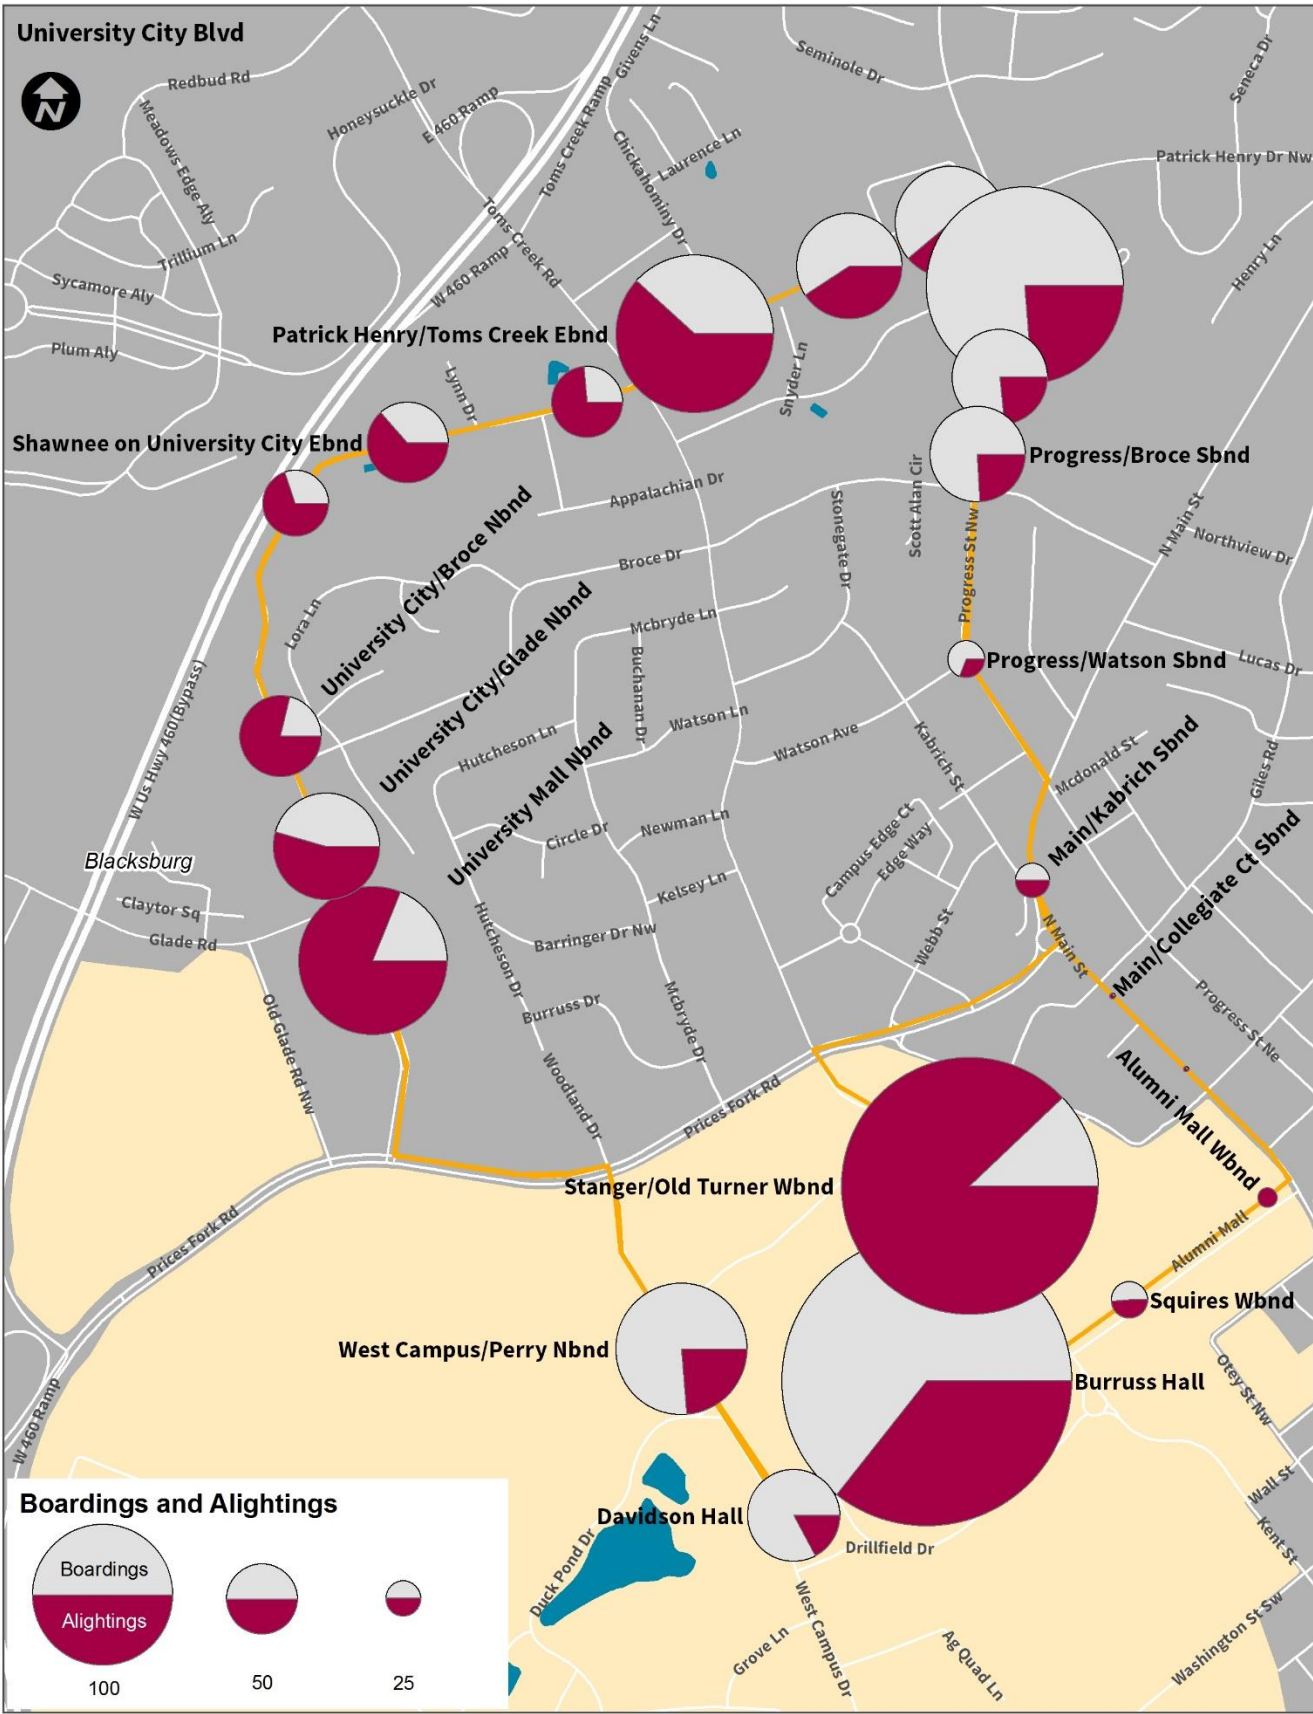 University City Blvd
N
Redbud Rd
Meadows Edge Aly
Trillium Ln
Sycamore Aly
Plum Aly
Honeysuckle Dr
E 460 Ramp
Toms Creek Ramp
Givens Ln
Toms Creek Rd
W 460 Ramp
Chickahominy Dr
Laurence Ln
Seminole Dr
Seneca Dr
Patrick Henry Dr Nw
Henry Ln
Patrick Henry/Toms Creek Ebnd
Lynn Dr
Snyder Ln
Shawnee on University City Ebnd
Progress/Broce Sbnd
Appalachian Dr
Scott Alan Cir
Stonegate Dr
Progress St Nw
N Main St
Northview Dr
Broce Dr
University City/Broce Nbnd
Lora Ln
University City/Glade Nbnd
Mcbryde Ln
Buchanan Dr
Progress/Watson Sbnd
Lucas Dr
W Us Hwy 460(Bypass)
Watson Ln
Watson Ave
Hutcheson Ln
University Mall Nbnd
Kabrich St
Mcdonald St
Main/Kabrich Sbnd
Giles Rd
Circle Dr
Newman Ln
Campus Edge Ct
Edge Way
Blacksburg
Kelsey Ln
Claytor Sq
Glade Rd
Hutcheson Dr
Barringer Dr Nw
Webb St
N Main St
Main/Collegiate Ct Sbnd
Old Glade Rd Nw
Burruss Dr
Mcbryde Dr
Progress St Ne
Woodland Dr
Prices Fork Rd
Alumni Mall Wbnd
Stanger/Old Turner Wbnd
Prices Fork Rd
Alumni Mall
Squires Wbnd
West Campus/Perry Nbnd
Burruss Hall
Otey St Nw
W 460 Ramp
Wall St
Kent St
Davidson Hall
Drillfield Dr
Duck Pond Dr
West Campus Dr
Grove Ln
Ag Quad Ln
Washington St Sw
Boardings and Alightings
Boardings
Alightings
100
50
25